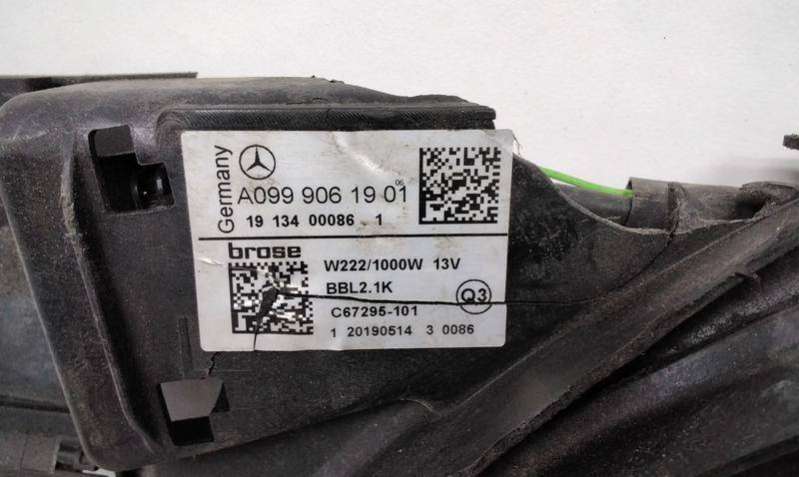 Germany
A099 906 19 01 06
19 134 00086 1
brose
W222/1000W 13V
BBL2.1K
Q3
C67295-101
1 20190514 3 0086